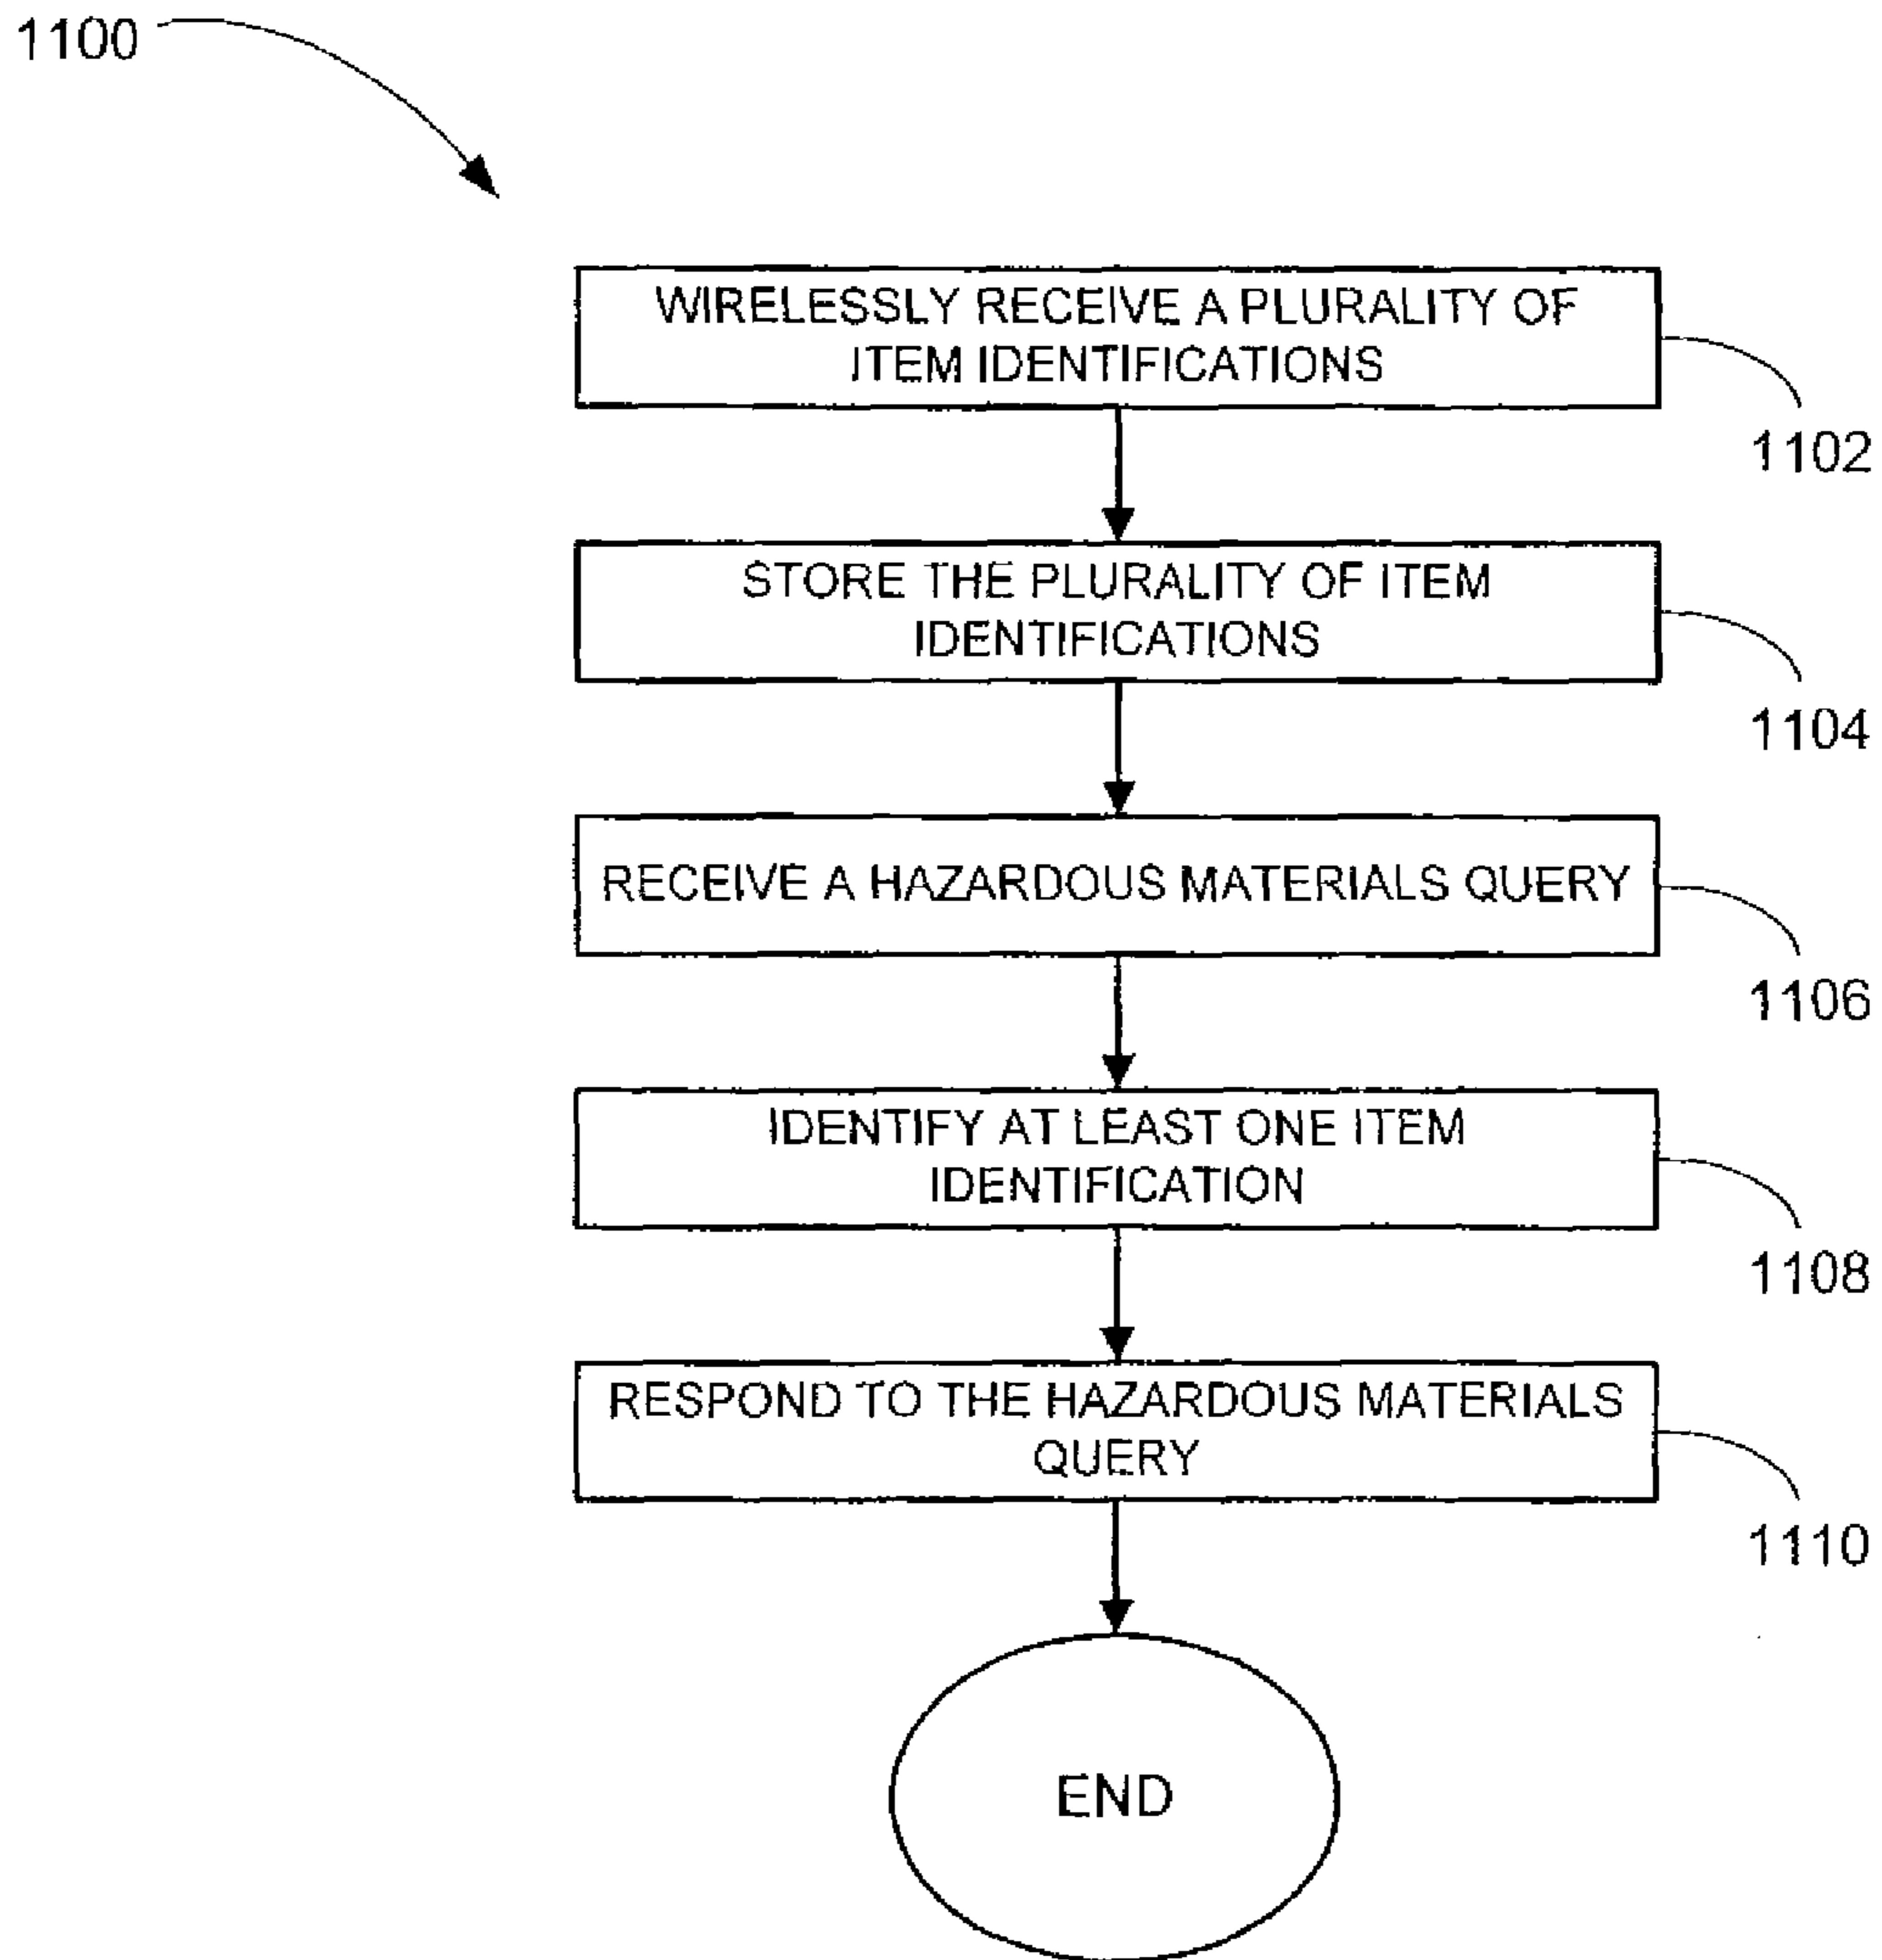 1100
WIRELESSLY RECEIVE A PLURALITY OF
ITEM IDENTIFICATIONS
1102
STORE THE PLURALITY OF ITEM
IDENTIFICATIONS
1104
RECEIVE A HAZARDOUS MATERIALS QUERY
1106
IDENTIFY AT LEAST ONE ITEM
IDENTIFICATION
1108
RESPOND TO THE HAZARDOUS MATERIALS
QUERY
1110
END